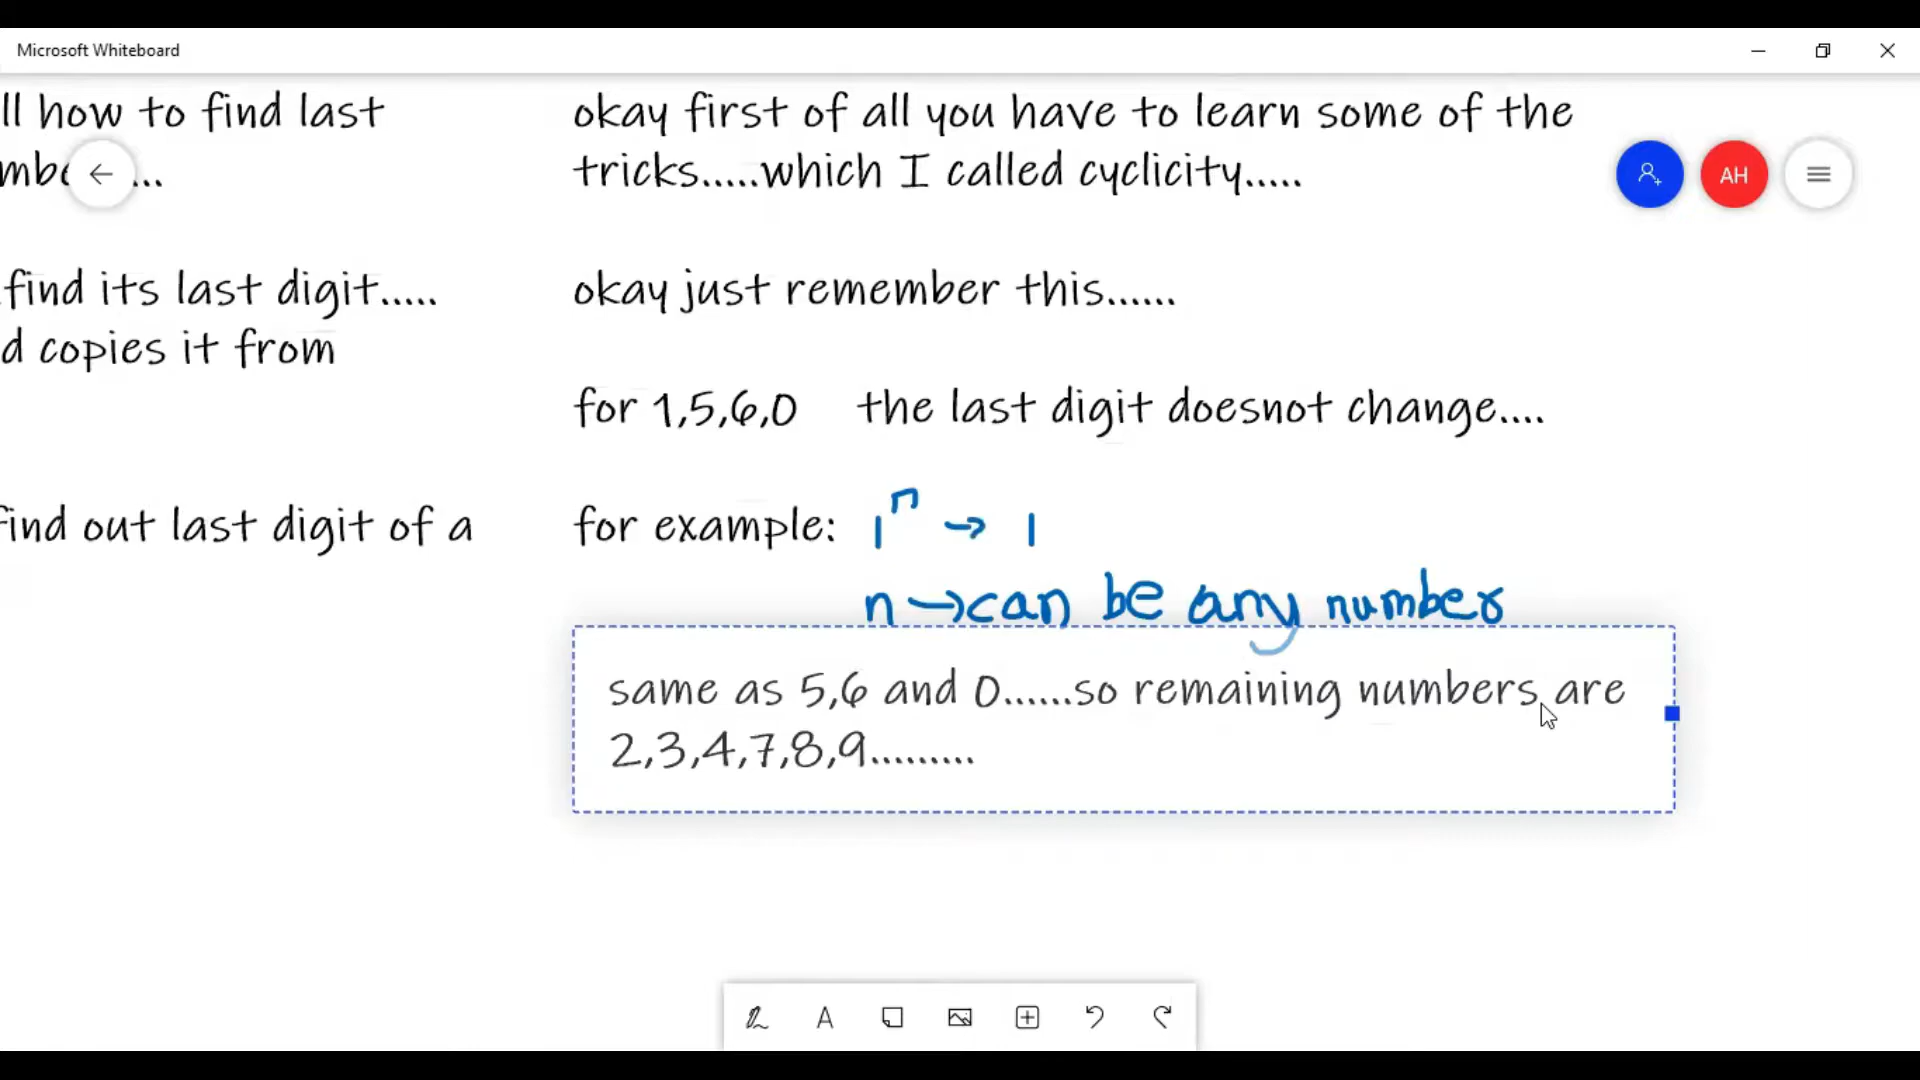 Microsoft Whiteboard
ll how to find last
...
find its last digit.....
d copies it from
find out last digit of a
okay first of all you have to learn some of the
tricks.....which I called cyclicity.....
okay just remember this......
for 1,5,6,0 the last digit doesnot change....
for example: 1ⁿ → 1
n → can be any number
same as 5,6 and 0......so remaining numbers are
2,3,4,7,8,9.........
AH
A